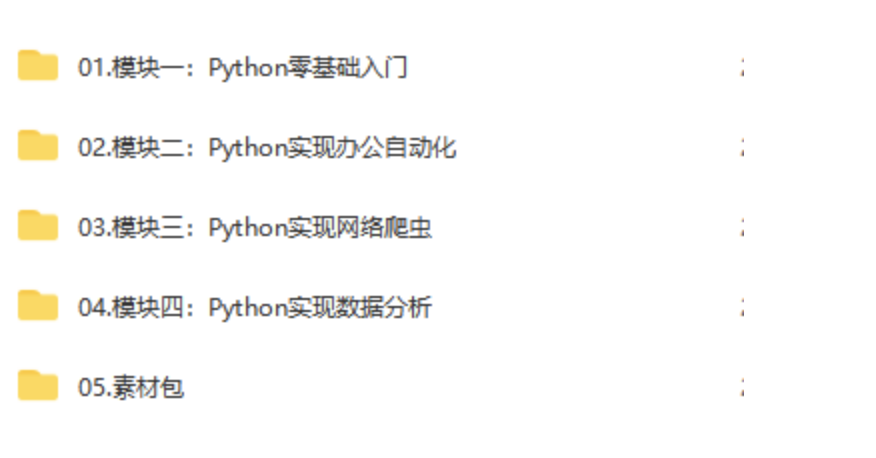 01.模块一：Python零基础入门
02.模块二：Python实现办公自动化
03.模块三：Python实现网络爬虫
04.模块四：Python实现数据分析
05.素材包